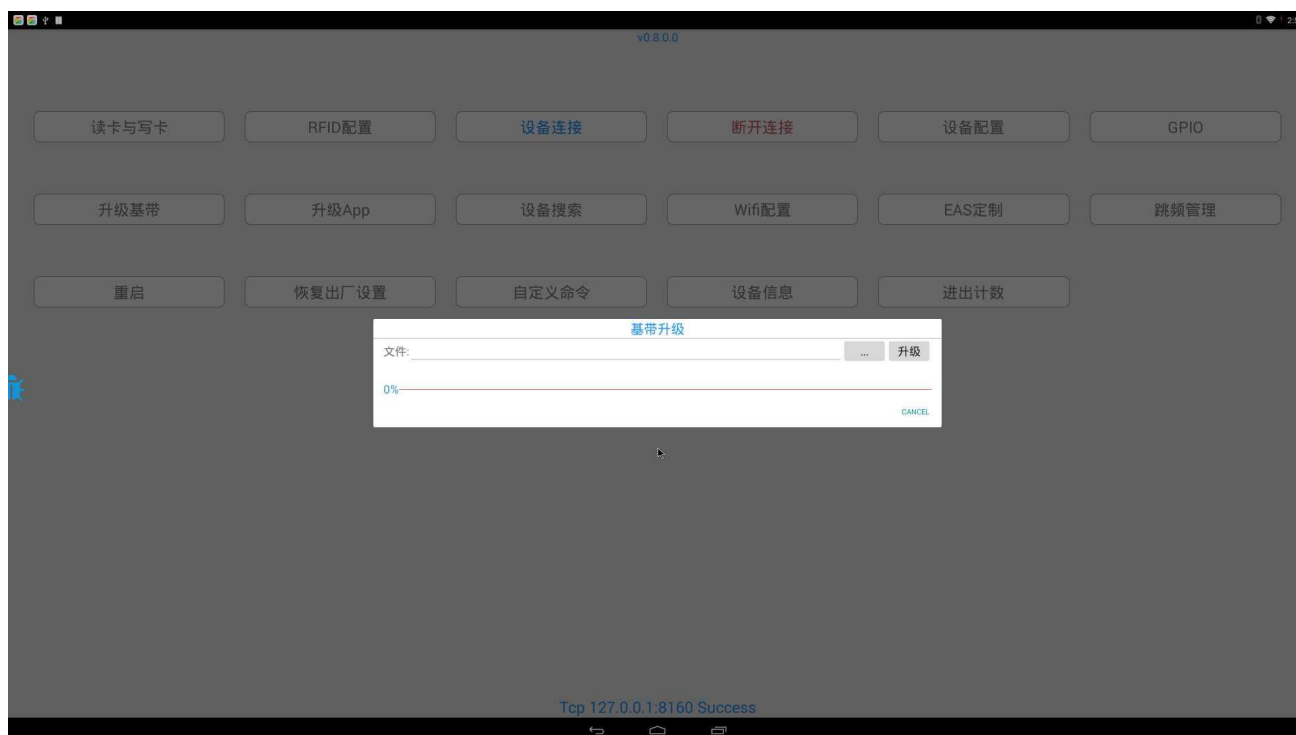 v0.8.0.0
读卡与写卡 RFID配置 设备连接 断开连接 设备配置 GPIO
升级基带 升级App 设备搜索 Wifi配置 EAS定制 跳频管理
重启 恢复出厂设置 自定义命令 设备信息 进出计数
基带升级
文件: ... 升级
0%
CANCEL
Tcp 127.0.0.1:8160 Success